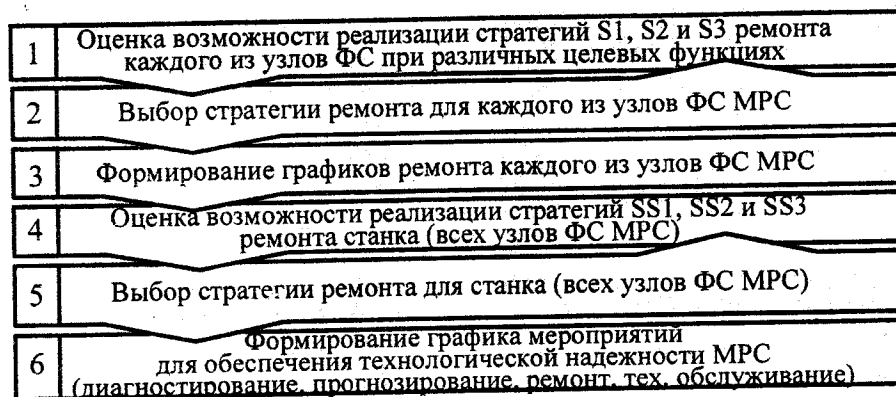 1
Оценка возможности реализации стратегий S1, S2 и S3 ремонта
каждого из узлов ФС при различных целевых функциях
2
Выбор стратегии ремонта для каждого из узлов ФС МРС
3
Формирование графиков ремонта каждого из узлов ФС МРС
4
Оценка возможности реализации стратегий SS1, SS2 и SS3
ремонта станка (всех узлов ФС МРС)
5
Выбор стратегии ремонта для станка (всех узлов ФС МРС)
6
Формирование графика мероприятий
для обеспечения технологической надежности МРС
(диагностирование, прогнозирование, ремонт, тех. обслуживание)